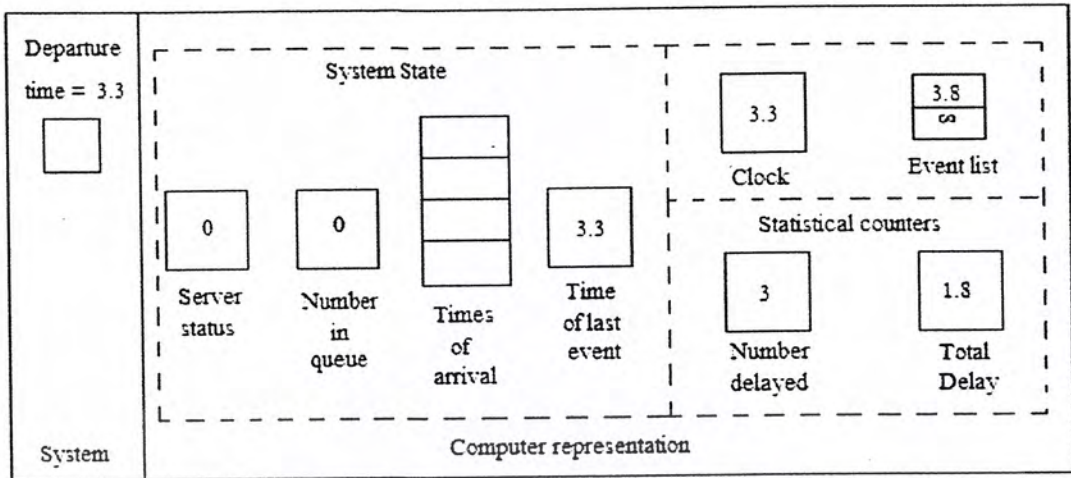 Departure
time = 3.3
System
System State
0
Server
status
0
Number
in
queue
Times
of
arrival
3.3
Time
of last
event
3.3
Clock
3.8
Event list
Statistical counters
3
Number
delayed
1.8
Total
Delay
Computer representation